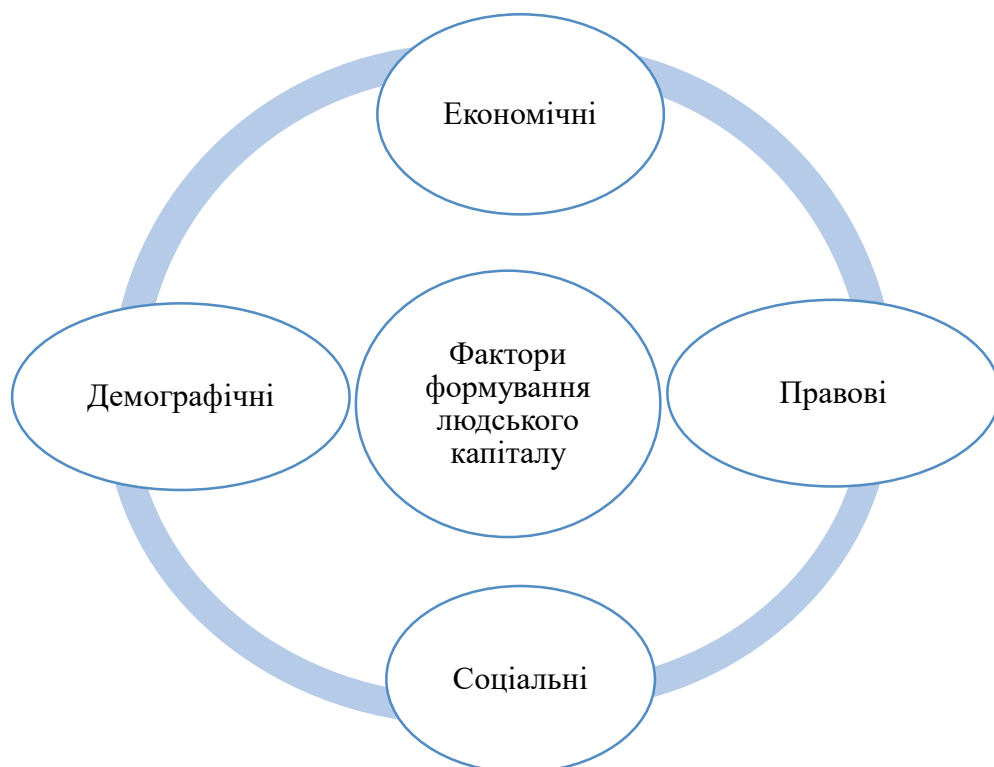 Економічні
Демографічні
Фактори
формування
людського
капіталу
Правові
Соціальні